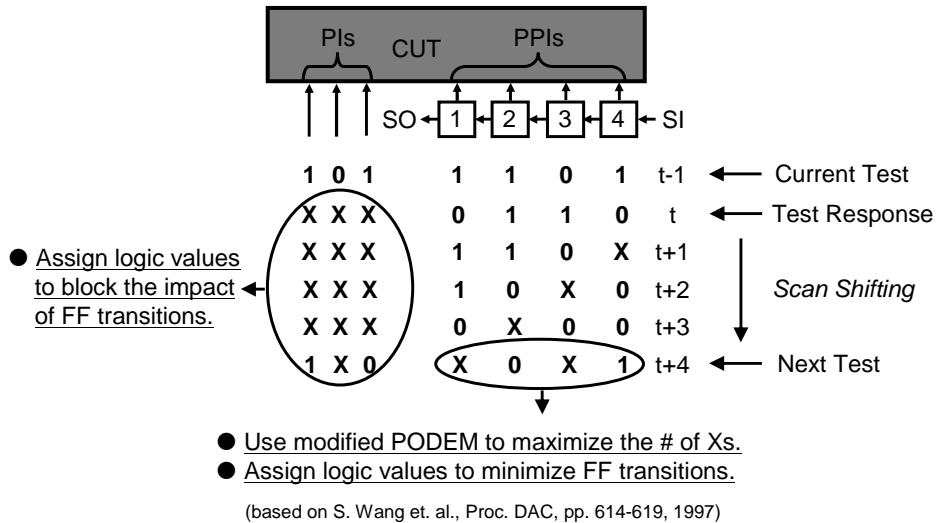 PIs CUT PPIs
SO 1 2 3 4 SI
1 0 1 1 1 0 1 t-1 Current Test
X X X 0 1 1 0 t Test Response
X X X 1 1 0 X t+1
X X X 1 0 X 0 t+2 Scan Shifting
X X X 0 X 0 0 t+3
1 X 0 X 0 X 1 t+4 Next Test
● Assign logic values
to block the impact
of FF transitions.
● Use modified PODEM to maximize the # of Xs.
● Assign logic values to minimize FF transitions.
(based on S. Wang et. al., Proc. DAC, pp. 614-619, 1997)